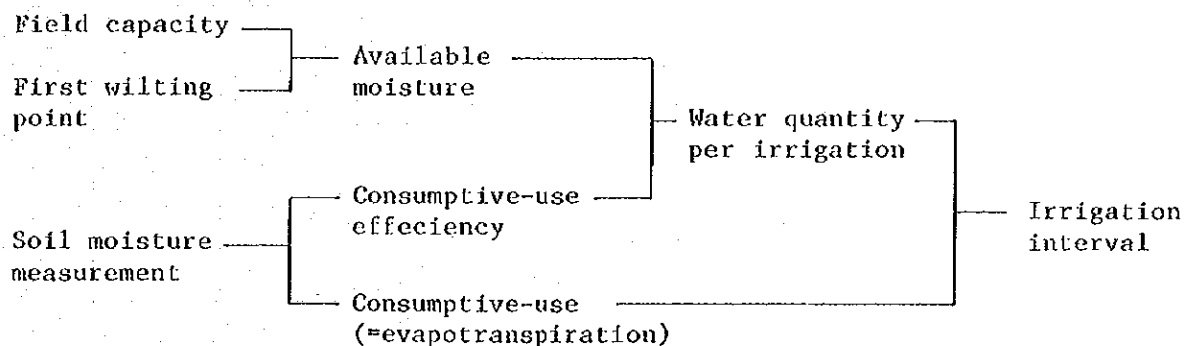 Field capacity
First wilting
point
Available
moisture
Water quantity
per irrigation
Consumptive-use
effeciency
Soil moisture
measurement
Consumptive-use
(=evapotranspiration)
Irrigation
interval